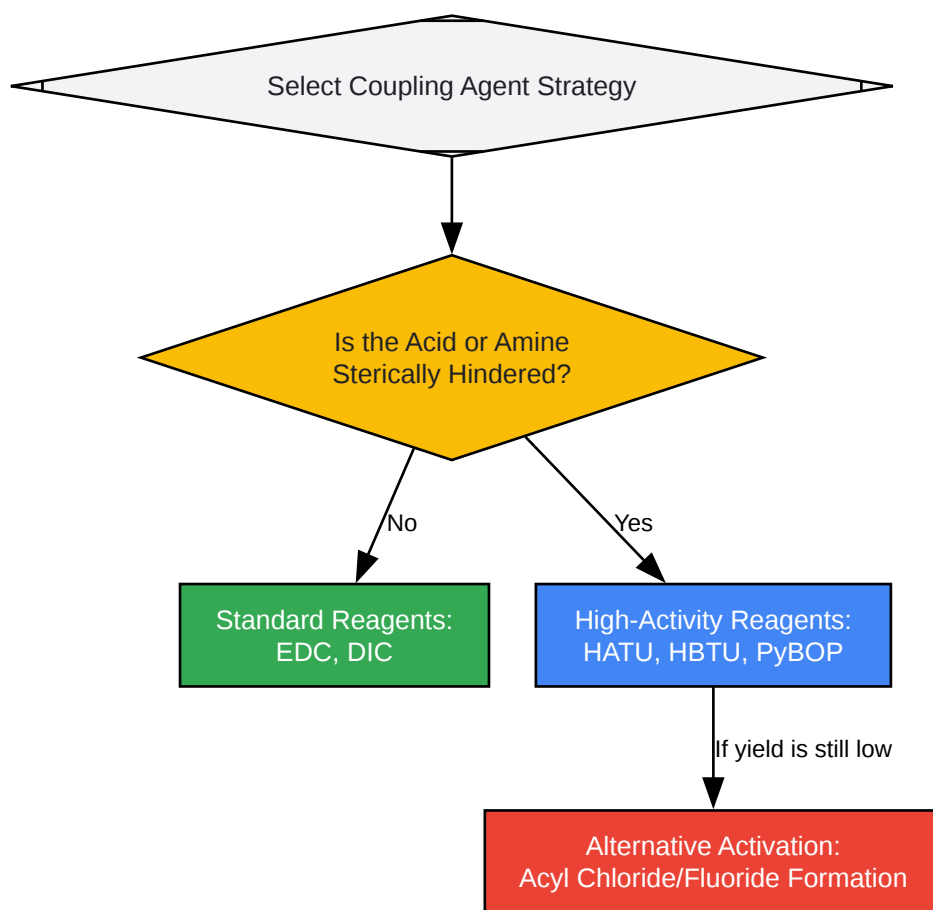 Select Coupling Agent Strategy
Is the Acid or Amine
Sterically Hindered?
No
Yes
Standard Reagents:
EDC, DIC
High-Activity Reagents:
HATU, HBTU, PyBOP
If yield is still low
Alternative Activation:
Acyl Chloride/Fluoride Formation